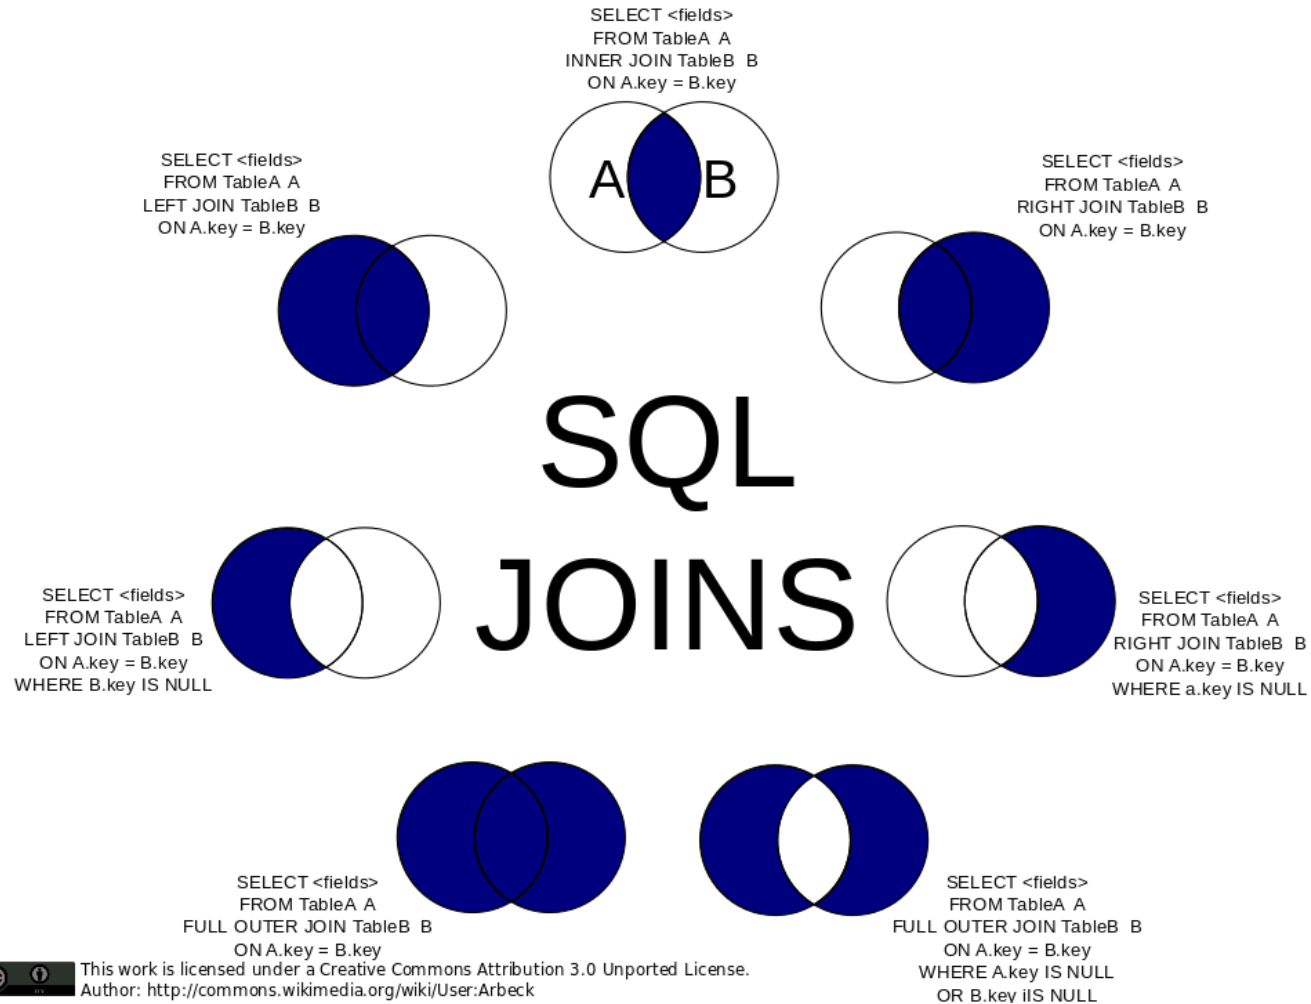 SELECT <fields>
FROM TableA A
INNER JOIN TableB B
ON A.key = B.key
A B
SELECT <fields>
FROM TableA A
LEFT JOIN TableB B
ON A.key = B.key
SELECT <fields>
FROM TableA A
RIGHT JOIN TableB B
ON A.key = B.key
SQL
JOINS
SELECT <fields>
FROM TableA A
LEFT JOIN TableB B
ON A.key = B.key
WHERE B.key IS NULL
SELECT <fields>
FROM TableA A
RIGHT JOIN TableB B
ON A.key = B.key
WHERE a.key IS NULL
SELECT <fields>
FROM TableA A
FULL OUTER JOIN TableB B
ON A.key = B.key
SELECT <fields>
FROM TableA A
FULL OUTER JOIN TableB B
ON A.key = B.key
WHERE A.key IS NULL
OR B.key iIS NULL
BY
This work is licensed under a Creative Commons Attribution 3.0 Unported License.
Author: http://commons.wikimedia.org/wiki/User:Arbeck